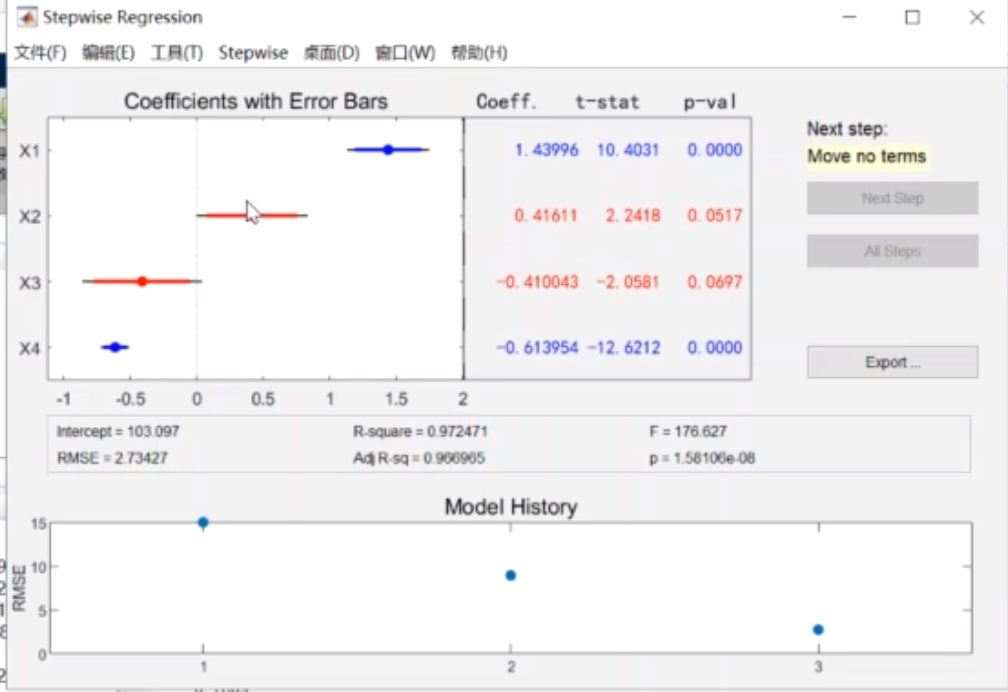 Stepwise Regression
文件(F) 编辑(E) 工具(T) Stepwise 桌面(D) 窗口(W) 帮助(H)
Coefficients with Error Bars Coeff. t-stat p-val
X1 1.43996 10.4031 0.0000
X2 0.41611 2.2418 0.0517
X3 -0.410043 -2.0581 0.0697
X4 -0.613954 -12.6212 0.0000
-1 -0.5 0 0.5 1 1.5 2
Next step:
Move no terms
Next Step
All Steps
Export ...
Intercept = 103.097 R-square = 0.972471 F = 176.627
RMSE = 2.73427 Adj R-sq = 0.966965 p = 1.58106e-08
Model History
RMSE
15
10
5
0
1 2 3